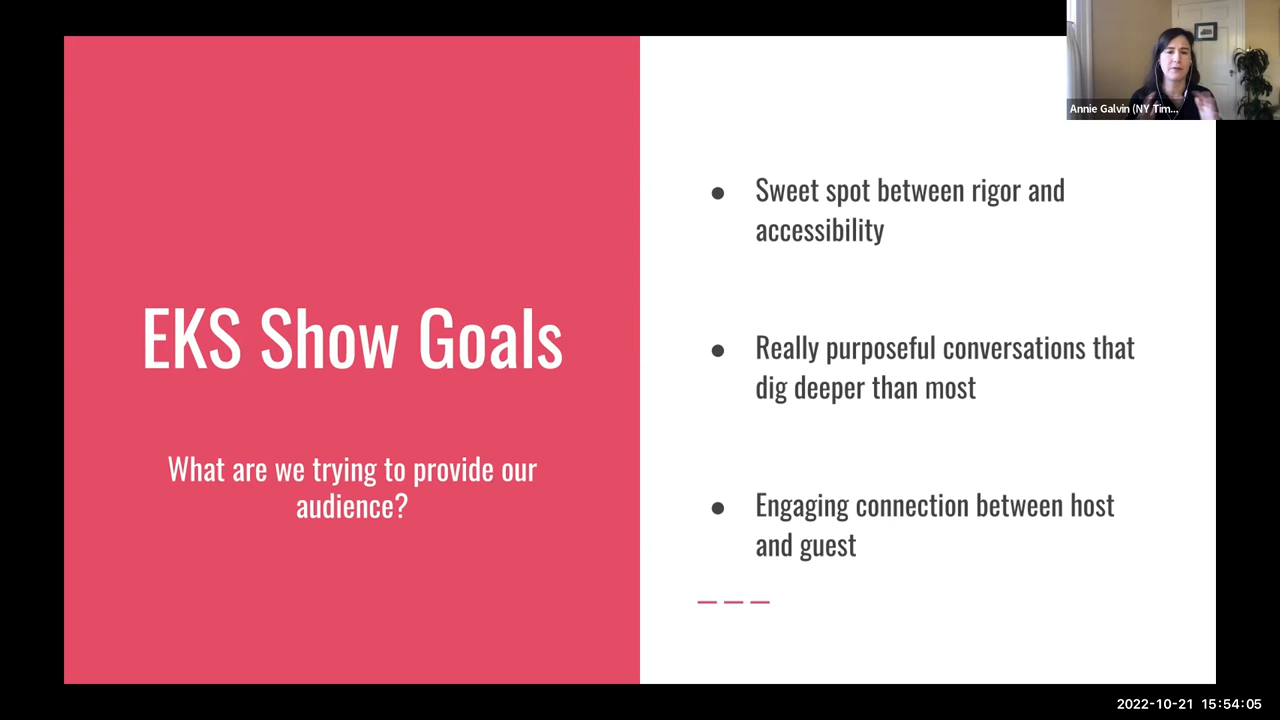 EKS Show Goals
What are we trying to provide our
audience?
● Sweet spot between rigor and
accessibility
● Really purposeful conversations that
dig deeper than most
● Engaging connection between host
and guest
Annie Galvin (NY Tim...
2022-10-21 15:54:05